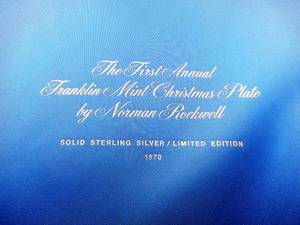 The First Annual
Franklin Mint Christmas Plate
by Norman Rockwell
SOLID STERLING SILVER / LIMITED EDITION
1970